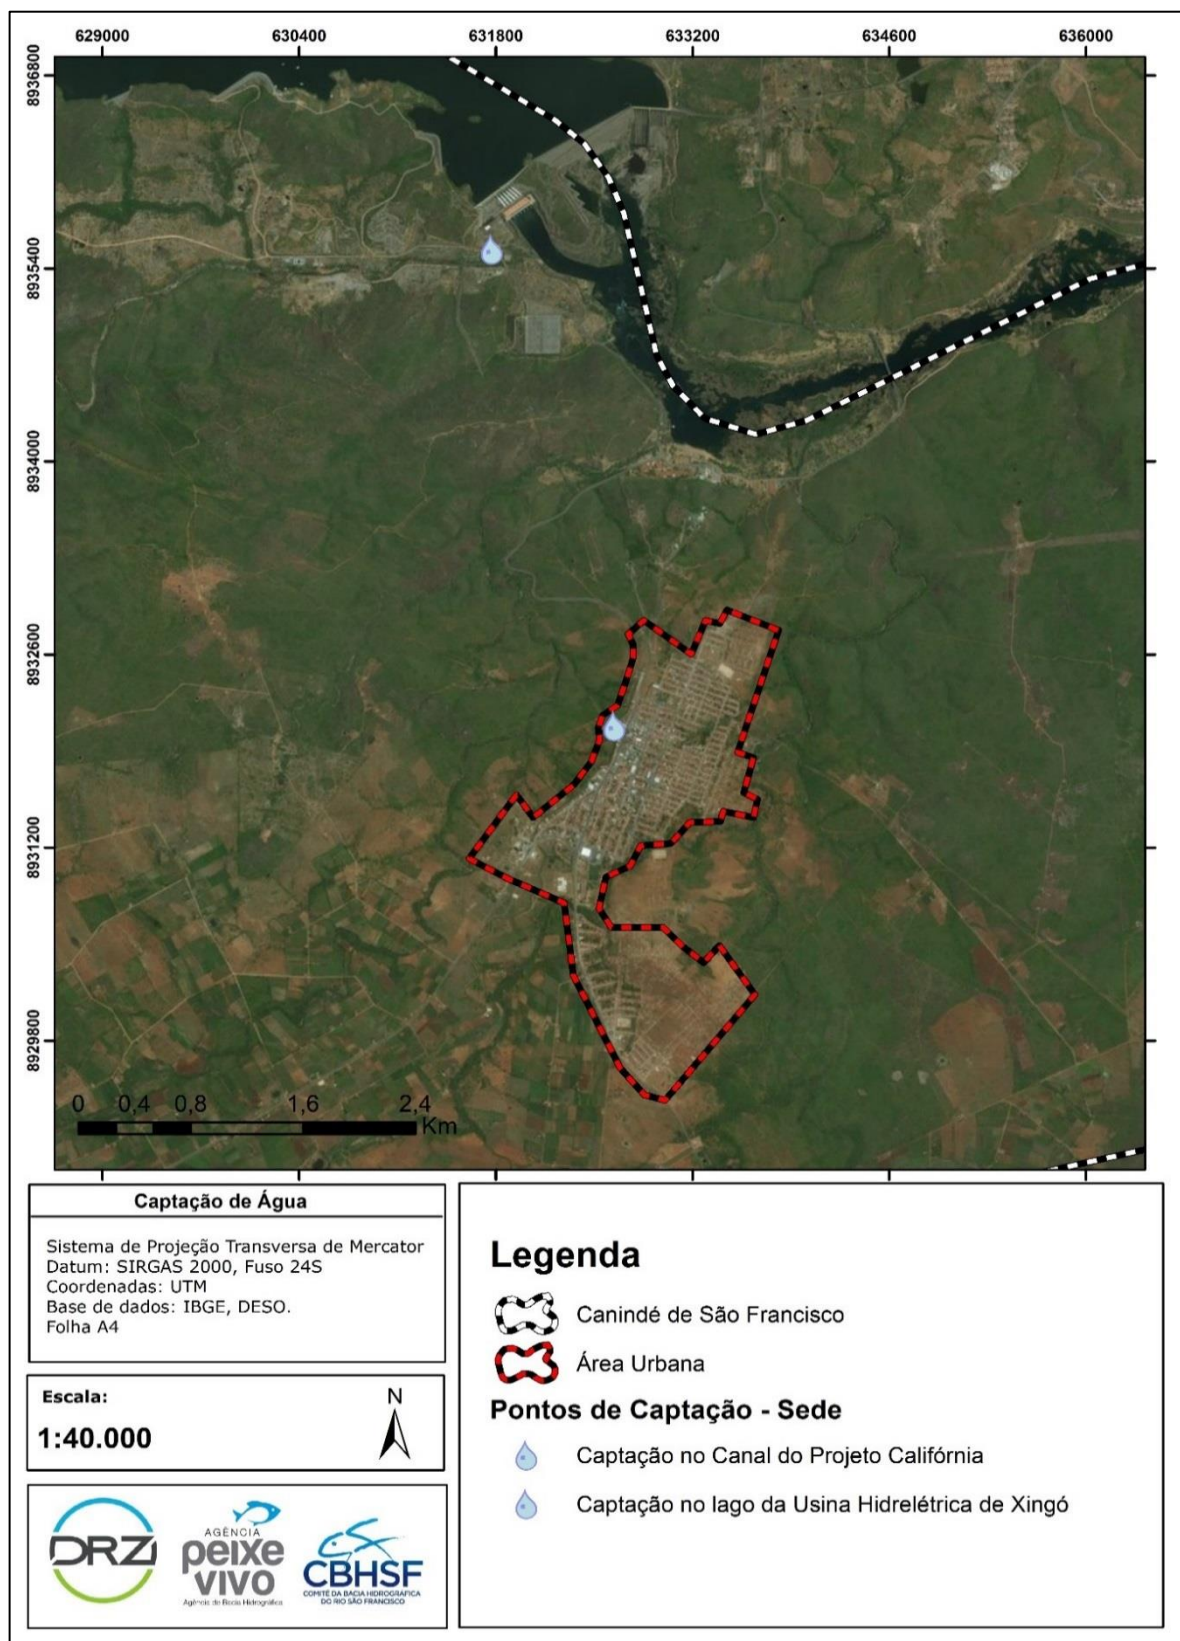 629000 630400 631800 633200 634600 636000
8936800
8935400
8934000
8932600
8931200
8929800
0 0,4 0,8 1,6 2,4
Km
Captação de Água
Sistema de Projeção Transversa de Mercator
Datum: SIRGAS 2000, Fuso 24S
Coordenadas: UTM
Base de dados: IBGE, DESO.
Folha A4
Escala:
1:40.000
N
DRZ
AGÊNCIA
peixe
vivo
Agência de Bacia Hidrográfica
CBHSF
COMITÊ DA BACIA HIDROGRÁFICA
DO RIO SÃO FRANCISCO
Legenda
Canindé de São Francisco
Área Urbana
Pontos de Captação - Sede
Captação no Canal do Projeto Califórnia
Captação no lago da Usina Hidrelétrica de Xingó